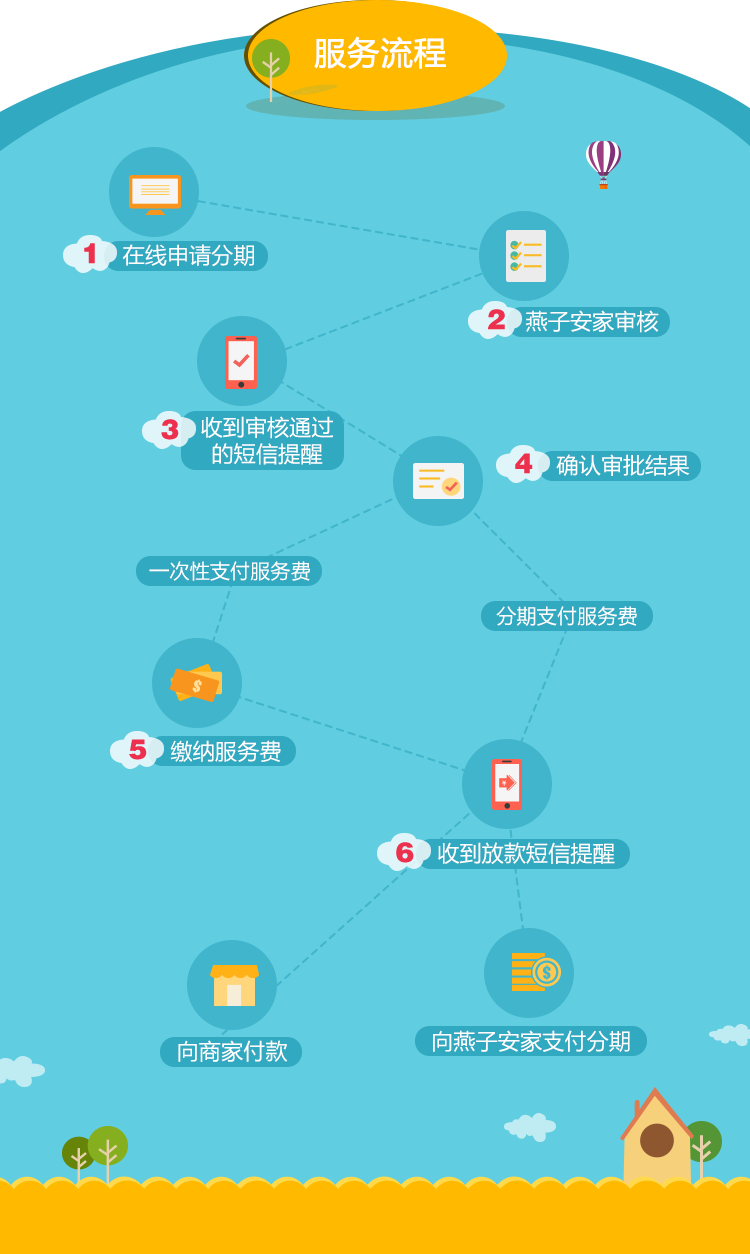 服务流程
1 在线申请分期
2 燕子安家审核
3 收到审核通过
的短信提醒
4 确认审批结果
一次性支付服务费
分期支付服务费
$
5 缴纳服务费
6 收到放款短信提醒
$
向商家付款
向燕子安家支付分期